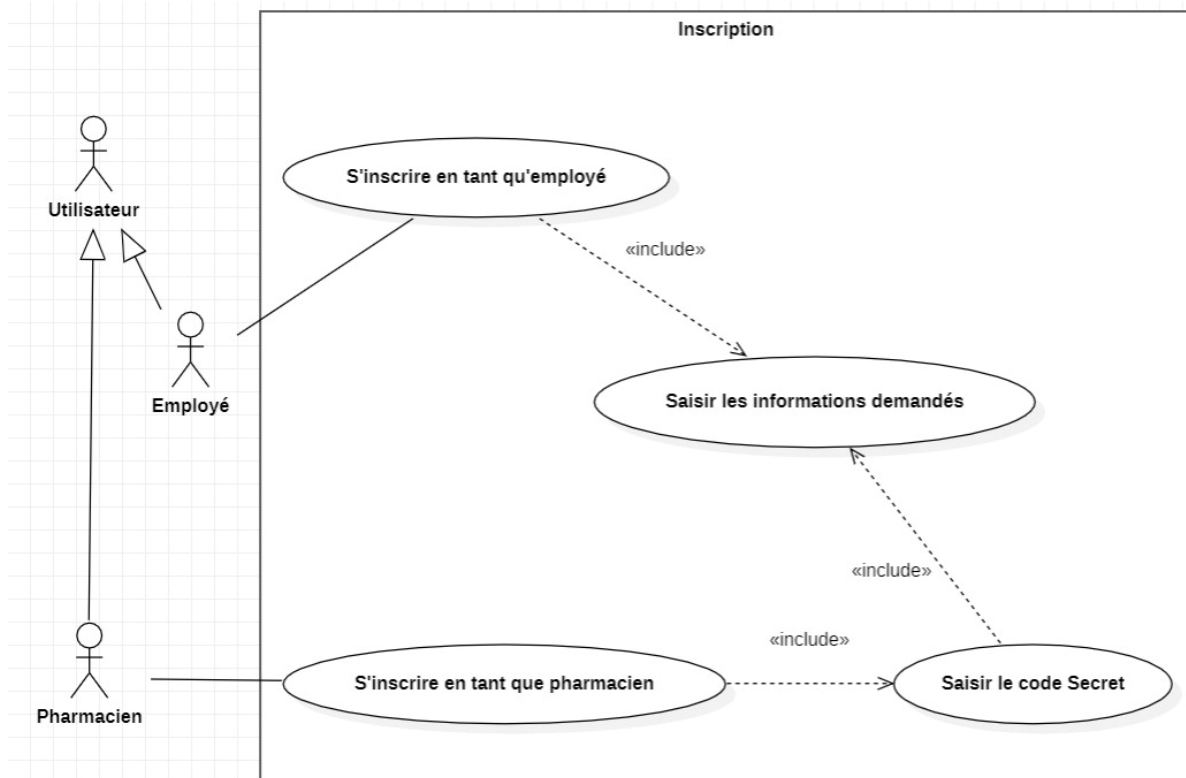 Inscription
S'inscrire en tant qu'employé
Utilisateur
«include»
Employé
Saisir les informations demandés
«include»
«include»
S'inscrire en tant que pharmacien
Saisir le code Secret
Pharmacien